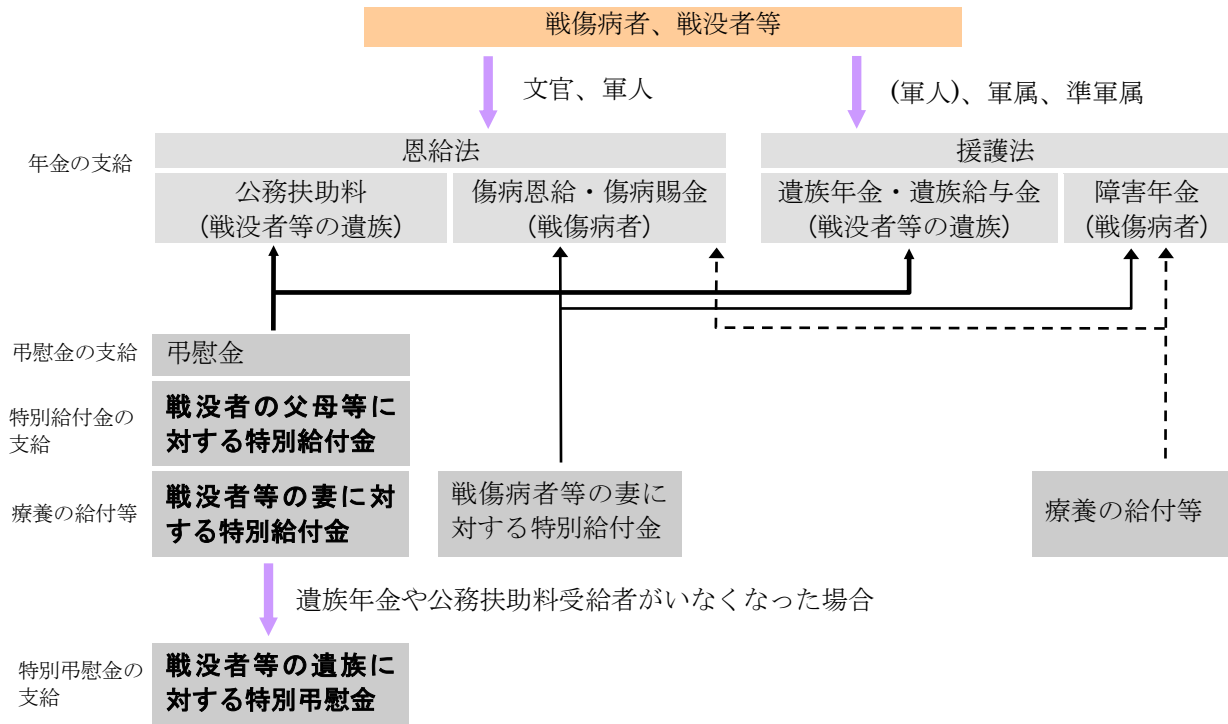 戦傷病者、戦没者等
文官、軍人
(軍人)、軍属、準軍属
年金の支給
恩給法
援護法
公務扶助料
(戦没者等の遺族)
傷病恩給・傷病賜金
(戦傷病者)
遺族年金・遺族給与金
(戦没者等の遺族)
障害年金
(戦傷病者)
弔慰金の支給
弔慰金
特別給付金の
支給
戦没者の父母等に
対する特別給付金
療養の給付等
戦没者等の妻に対
する特別給付金
戦傷病者等の妻に
対する特別給付金
療養の給付等
遺族年金や公務扶助料受給者がいなくなった場合
特別弔慰金の
支給
戦没者等の遺族に
対する特別弔慰金